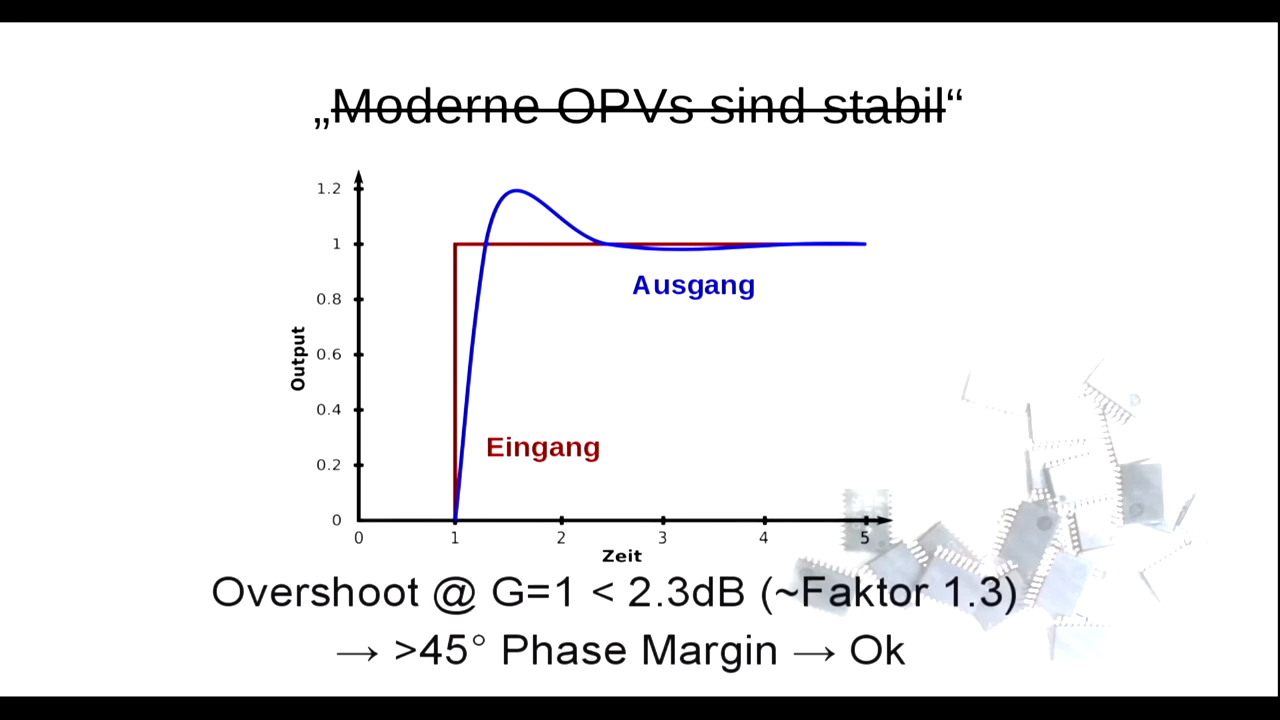 „Moderne OPVs sind stabil“
1.2
1
0.8
0.6
0.4
0.2
0
Output
Ausgang
Eingang
0 1 2 3 4 5
Zeit
Overshoot @ G=1 < 2.3dB (~Faktor 1.3)
→ >45° Phase Margin → Ok